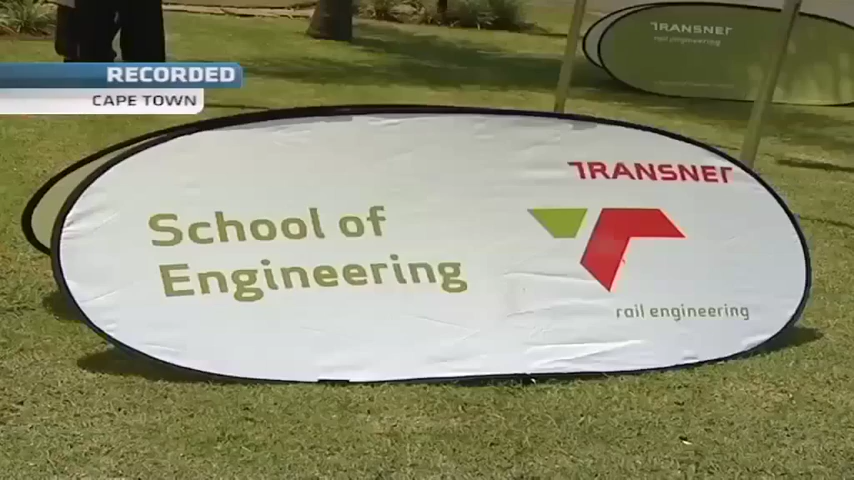 RECORDED
CAPE TOWN
TRANSNET
rail engineering
TRANSNET
School of
Engineering
rail engineering